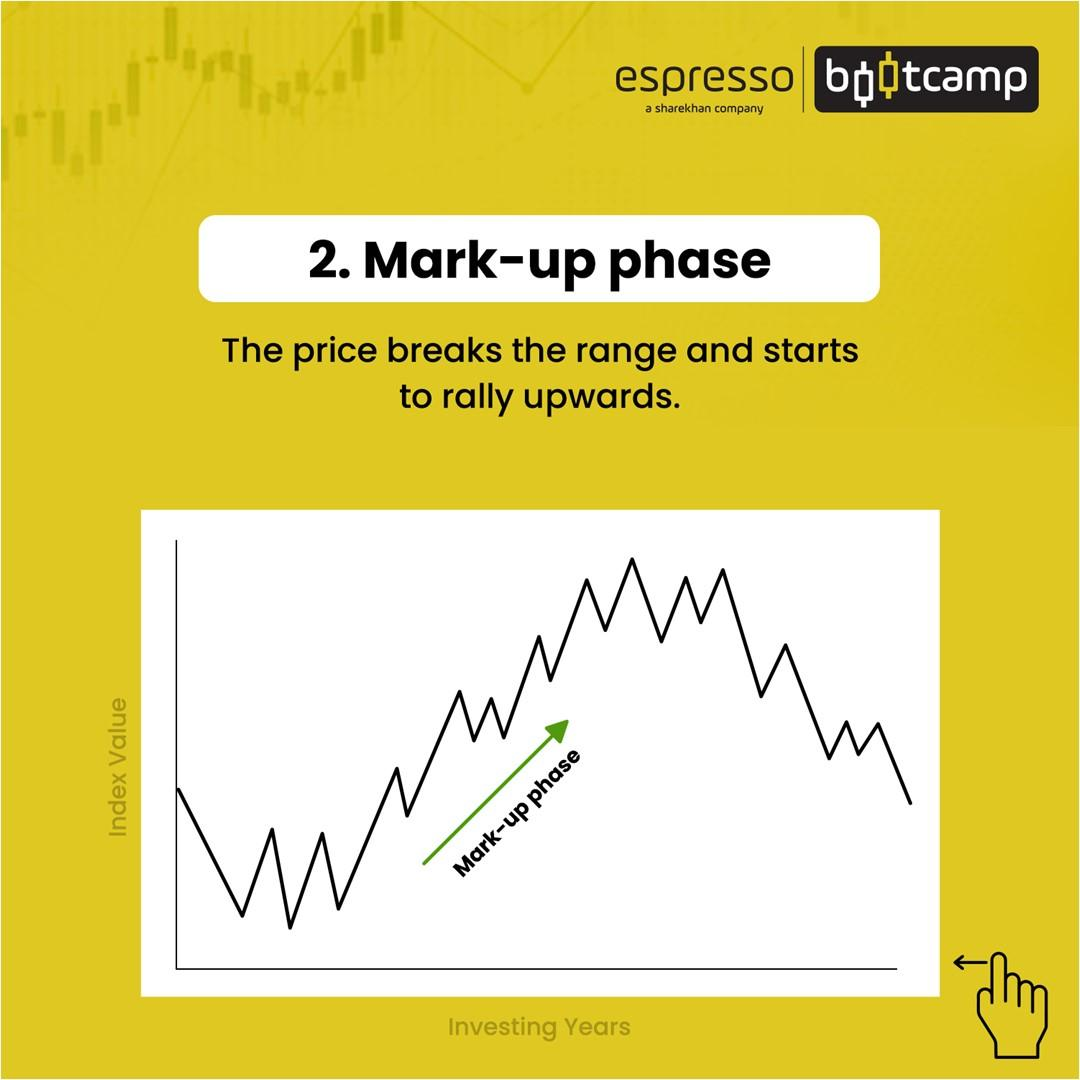 espresso
a sharekhan company
bootcamp
2. Mark-up phase
The price breaks the range and starts
to rally upwards.
Index Value
Mark-up phase
Investing Years